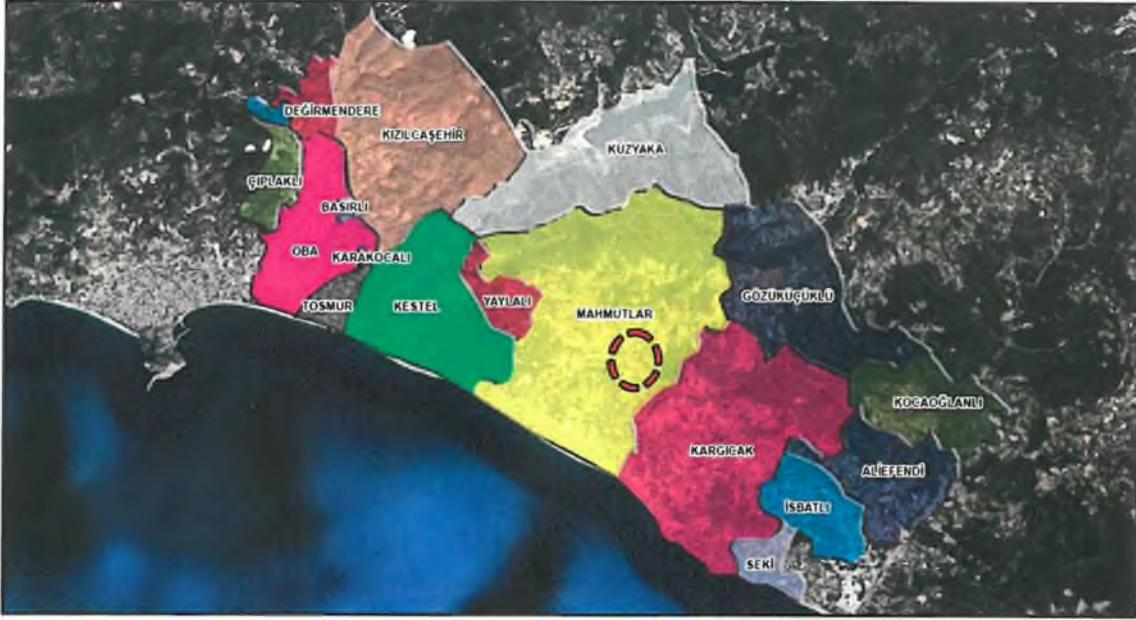 DEĞİRMENDERE
KIZILCAŞEHİR
KUZYAKA
ÇIPLAKLI
BASIRLI
OBA
KARAKOCALI
TOSMUR
KESTEL
YAYLALI
MAHMUTLAR
GÖZÜKÜÇÜKLÜ
KOCAOĞLANLI
KARGICAK
ALİEFENDİ
İSBATLI
SEKİ